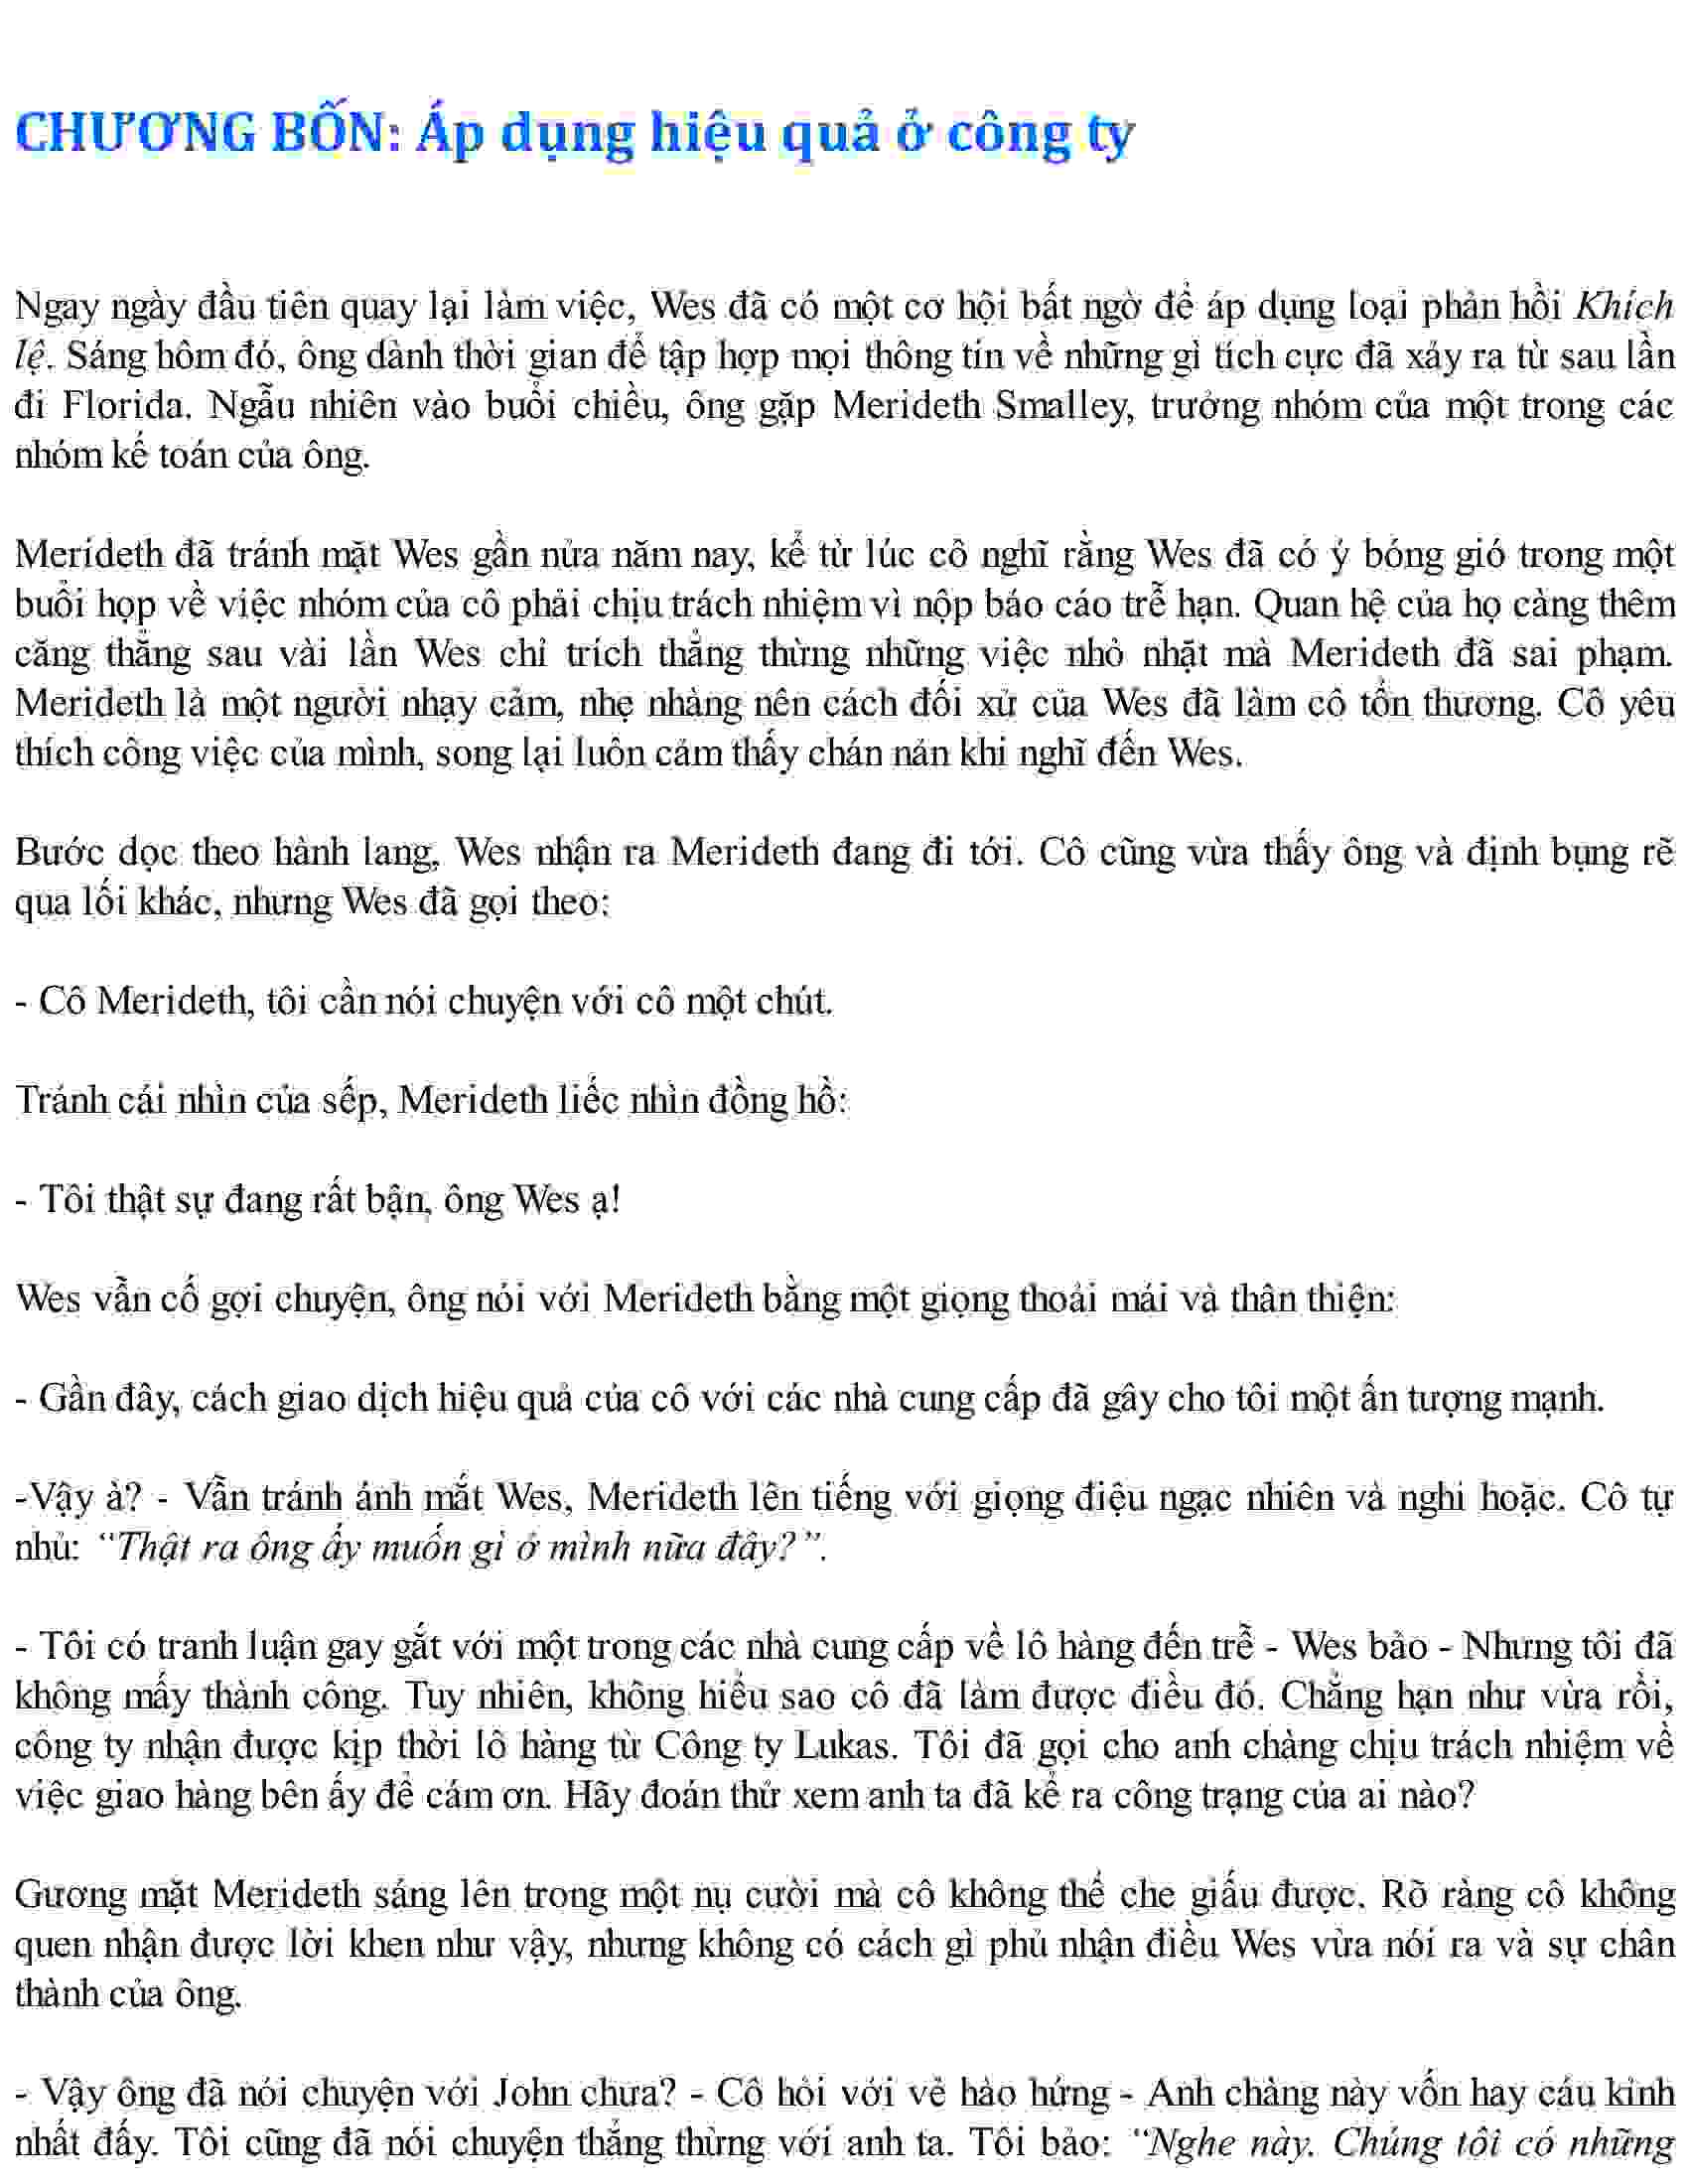 CHƯƠNG BỐN: Áp dụng hiệu quả ở công ty
Ngay ngày đầu tiên quay lại làm việc, Wes đã có một cơ hội bất ngờ để áp dụng loại phản hồi Khích
lệ. Sáng hôm đó, ông dành thời gian để tập hợp mọi thông tin về những gì tích cực đã xảy ra từ sau lần
đi Florida. Ngẫu nhiên vào buổi chiều, ông gặp Merideth Smalley, trưởng nhóm của một trong các
nhóm kế toán của ông.
Merideth đã tránh mặt Wes gần nửa năm nay, kể từ lúc cô nghĩ rằng Wes đã có ý bóng gió trong một
buổi họp về việc nhóm của cô phải chịu trách nhiệm vì nộp báo cáo trễ hạn. Quan hệ của họ càng thêm
căng thẳng sau vài lần Wes chỉ trích thẳng thừng những việc nhỏ nhặt mà Merideth đã sai phạm.
Merideth là một người nhạy cảm, nhẹ nhàng nên cách đối xử của Wes đã làm cô tổn thương. Cô yêu
thích công việc của mình, song lại luôn cảm thấy chán nản khi nghĩ đến Wes.
Bước dọc theo hành lang, Wes nhận ra Merideth đang đi tới. Cô cũng vừa thấy ông và định bụng rẽ
qua lối khác, nhưng Wes đã gọi theo:
- Cô Merideth, tôi cần nói chuyện với cô một chút.
Tránh cái nhìn của sếp, Merideth liếc nhìn đồng hồ:
- Tôi thật sự đang rất bận, ông Wes ạ!
Wes vẫn cố gợi chuyện, ông nói với Merideth bằng một giọng thoải mái và thân thiện:
- Gần đây, cách giao dịch hiệu quả của cô với các nhà cung cấp đã gây cho tôi một ấn tượng mạnh.
-Vậy à? - Vẫn tránh ánh mắt Wes, Merideth lên tiếng với giọng điệu ngạc nhiên và nghi hoặc. Cô tự
nhủ: “Thật ra ông ấy muốn gì ở mình nữa đây?”.
- Tôi có tranh luận gay gắt với một trong các nhà cung cấp về lô hàng đến trễ - Wes bảo - Nhưng tôi đã
không mấy thành công. Tuy nhiên, không hiểu sao cô đã làm được điều đó. Chẳng hạn như vừa rồi,
công ty nhận được kịp thời lô hàng từ Công ty Lukas. Tôi đã gọi cho anh chàng chịu trách nhiệm về
việc giao hàng bên ấy để cám ơn. Hãy đoán thử xem anh ta đã kể ra công trạng của ai nào?
Gương mặt Merideth sáng lên trong một nụ cười mà cô không thể che giấu được. Rõ ràng cô không
quen nhận được lời khen như vậy, nhưng không có cách gì phủ nhận điều Wes vừa nói ra và sự chân
thành của ông.
- Vậy ông đã nói chuyện với John chưa? - Cô hỏi với vẻ hào hứng - Anh chàng này vốn hay cáu kỉnh
nhất đấy. Tôi cũng đã nói chuyện thẳng thừng với anh ta. Tôi bảo: “Nghe này. Chúng tôi có những